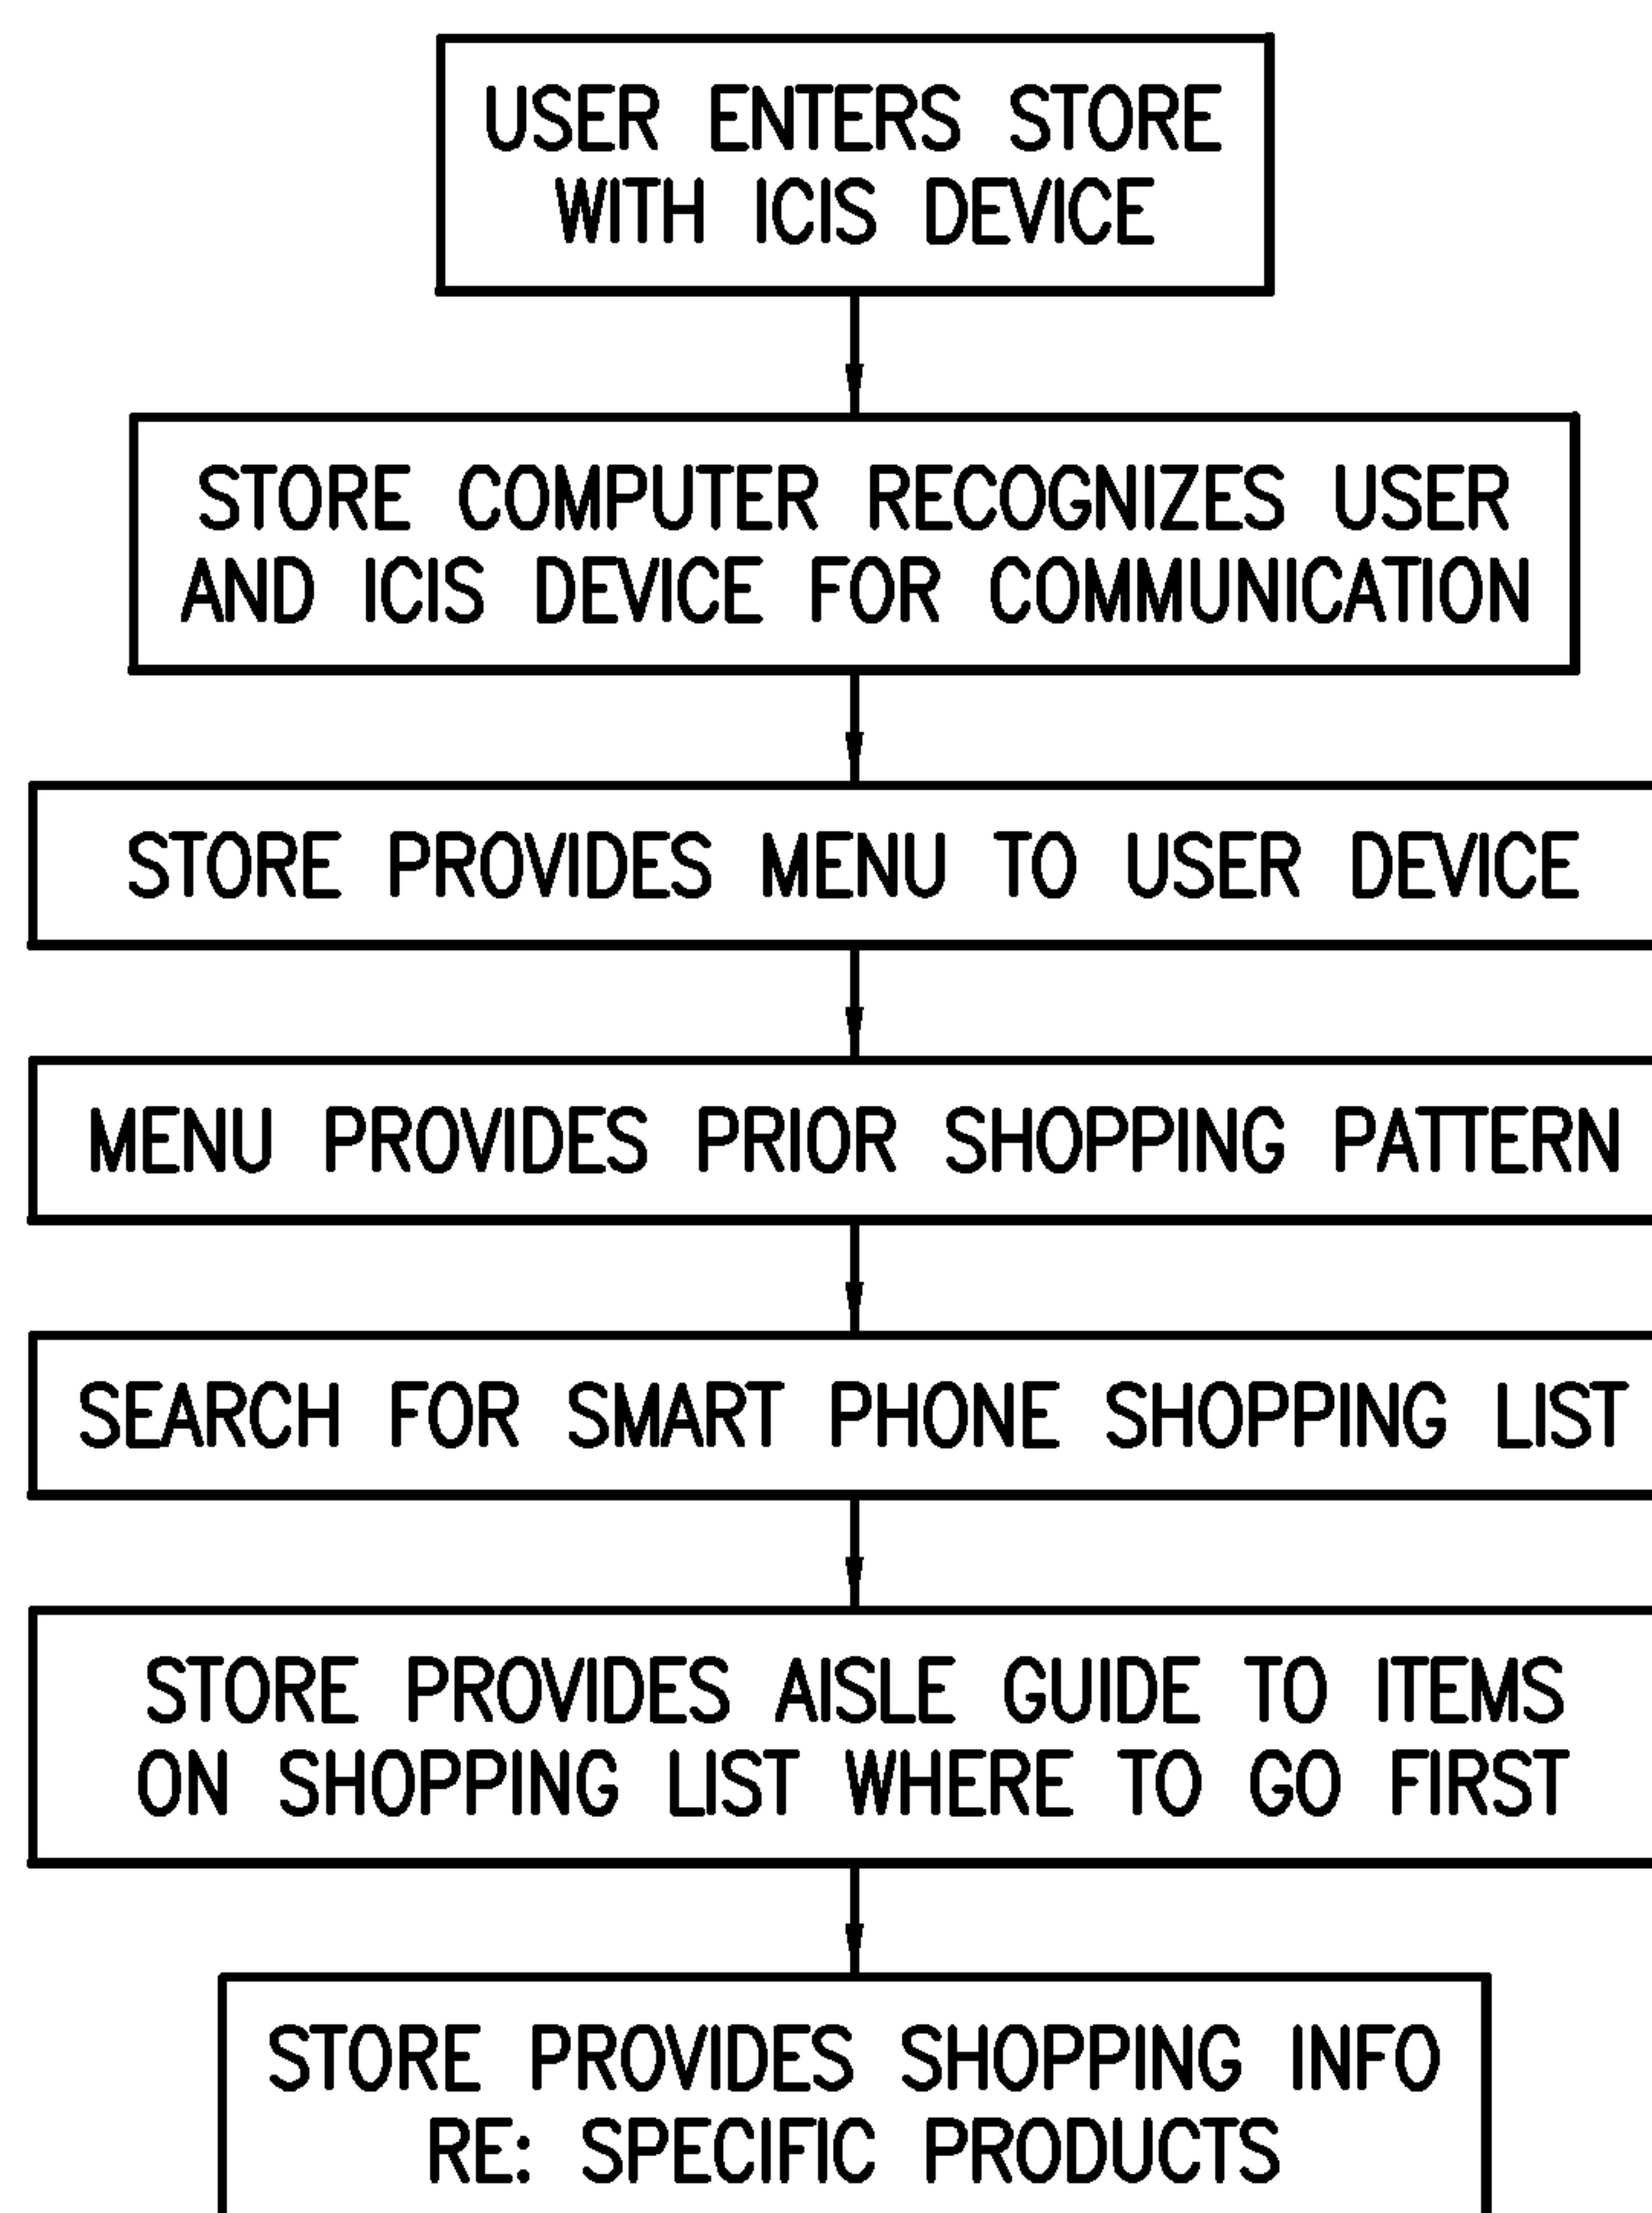 USER ENTERS STORE
WITH ICIS DEVICE
STORE COMPUTER RECOGNIZES USER
AND ICIS DEVICE FOR COMMUNICATION
STORE PROVIDES MENU TO USER DEVICE
MENU PROVIDES PRIOR SHOPPING PATTERN
SEARCH FOR SMART PHONE SHOPPING LIST
STORE PROVIDES AISLE GUIDE TO ITEMS
ON SHOPPING LIST WHERE TO GO FIRST
STORE PROVIDES SHOPPING INFO
RE: SPECIFIC PRODUCTS